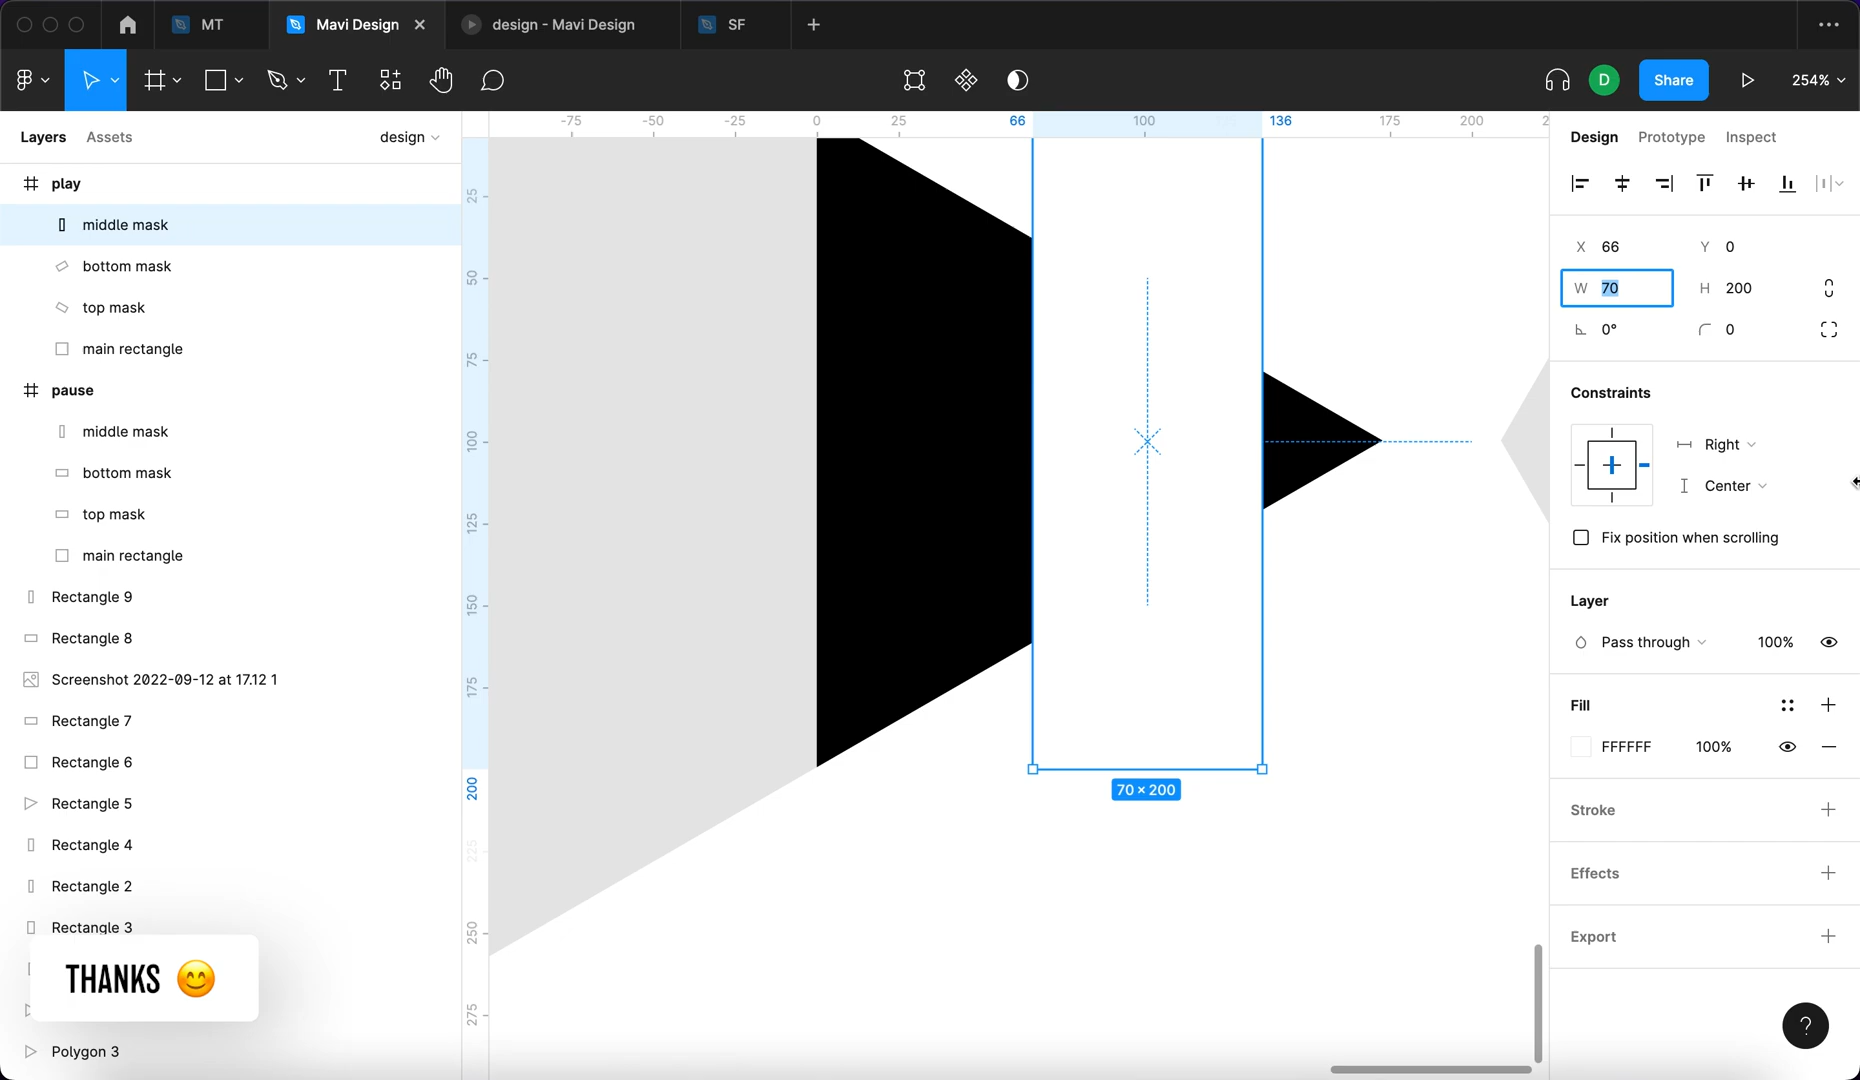 MT
Mavi Design
design - Mavi Design
SF
D
Share
254%
Layers
Assets
design
-75
-50
-25
0
25
66
100
136
175
200
2
Design
Prototype
Inspect
play
middle mask
bottom mask
top mask
main rectangle
pause
middle mask
bottom mask
top mask
main rectangle
Rectangle 9
Rectangle 8
Screenshot 2022-09-12 at 17.12 1
Rectangle 7
Rectangle 6
Rectangle 5
Rectangle 4
Rectangle 2
Rectangle 3
THANKS 😊
Polygon 3
25
50
75
100
125
150
175
200
225
250
275
70 × 200
X 66
Y 0
W 70
H 200
0°
0
Constraints
Right
Center
Fix position when scrolling
Layer
Pass through
100%
Fill
FFFFFF
100%
Stroke
Effects
Export
?